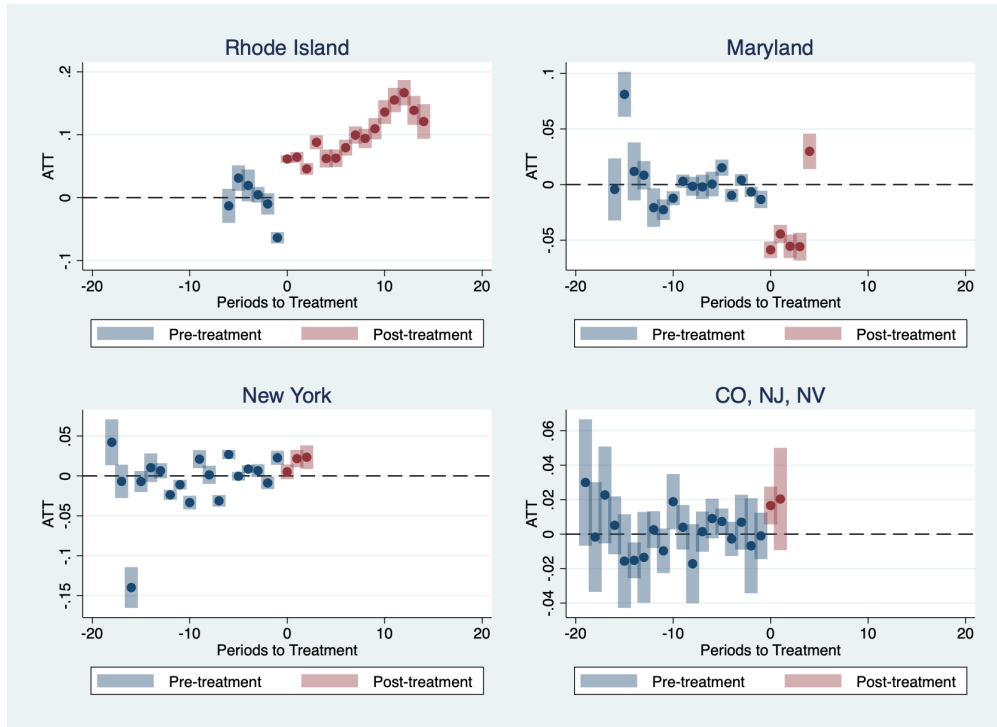 Rhode Island
ATT
.2
.1
0
-.1
-20 -10 0 10 20
Periods to Treatment
Pre-treatment Post-treatment
Maryland
ATT
.1
.05
0
-.05
-20 -10 0 10 20
Periods to Treatment
Pre-treatment Post-treatment
New York
ATT
.05
0
-.05
-.1
-.15
-20 -10 0 10 20
Periods to Treatment
Pre-treatment Post-treatment
CO, NJ, NV
ATT
.06
.04
.02
0
-.02
-.04
-20 -10 0 10 20
Periods to Treatment
Pre-treatment Post-treatment